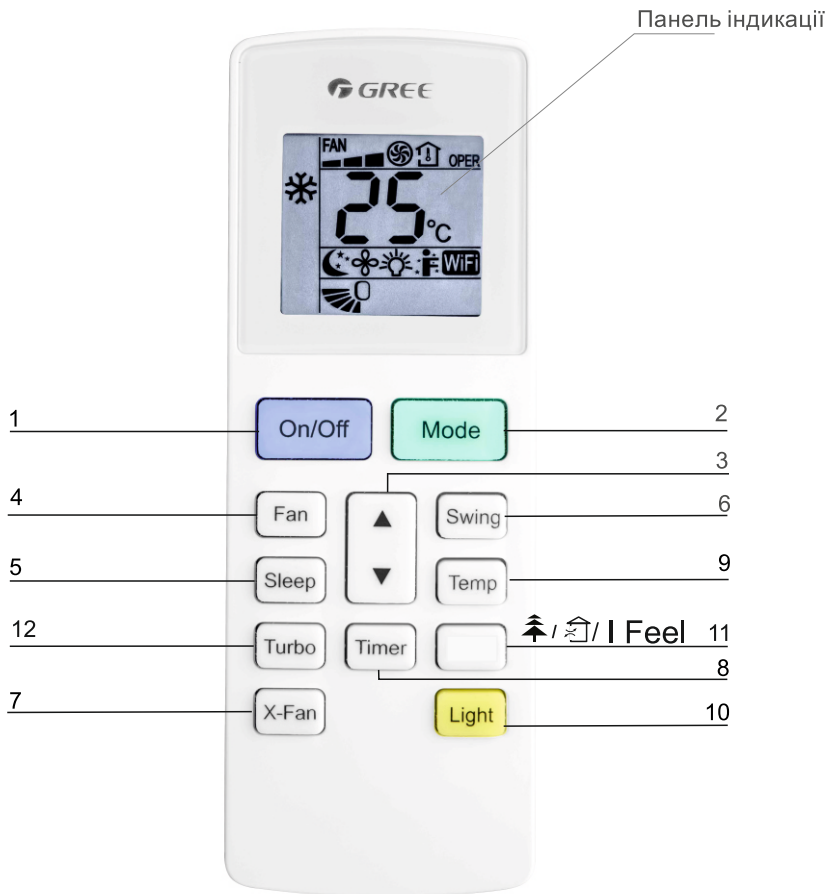 Панель індикації
GREE
FAN
OPER
25°C
WiFi
1
On/Off
Mode
2
3
4
Fan
Swing
6
5
Sleep
Temp
9
12
Turbo
Timer
/ / I Feel 11
8
7
X-Fan
Light
10